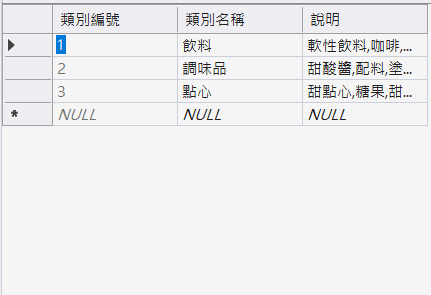 類別編號 類別名稱 說明
1 飲料 軟性飲料,咖啡,...
2 調味品 甜酸醬,配料,塗...
3 點心 甜點心,糖果,甜...
* NULL NULL NULL